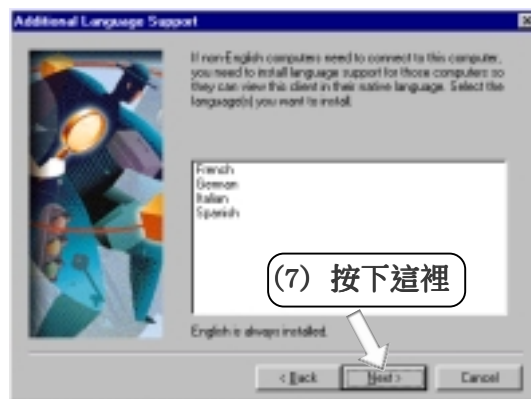 Additional Language Support
If non-English computers need to connect to this computer,
you need to install language support for those computers so
they can view this client in their native language. Select the
language(s) you want to install.
French
German
Italian
Spanish
(7) 按下這裡
English is always installed.
< Back
Next >
Cancel